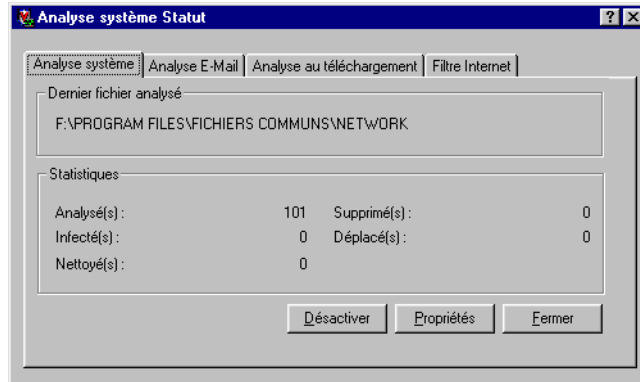 Analyse système Statut
Analyse système Analyse E-Mail Analyse au téléchargement Filtre Internet
Dernier fichier analysé
F:\PROGRAM FILES\FICHIERS COMMUNS\NETWORK
Statistiques
Analysé(s) : 101 Supprimé(s) : 0
Infecté(s) : 0 Déplacé(s) : 0
Nettoyé(s) : 0
Désactiver Propriétés Fermer